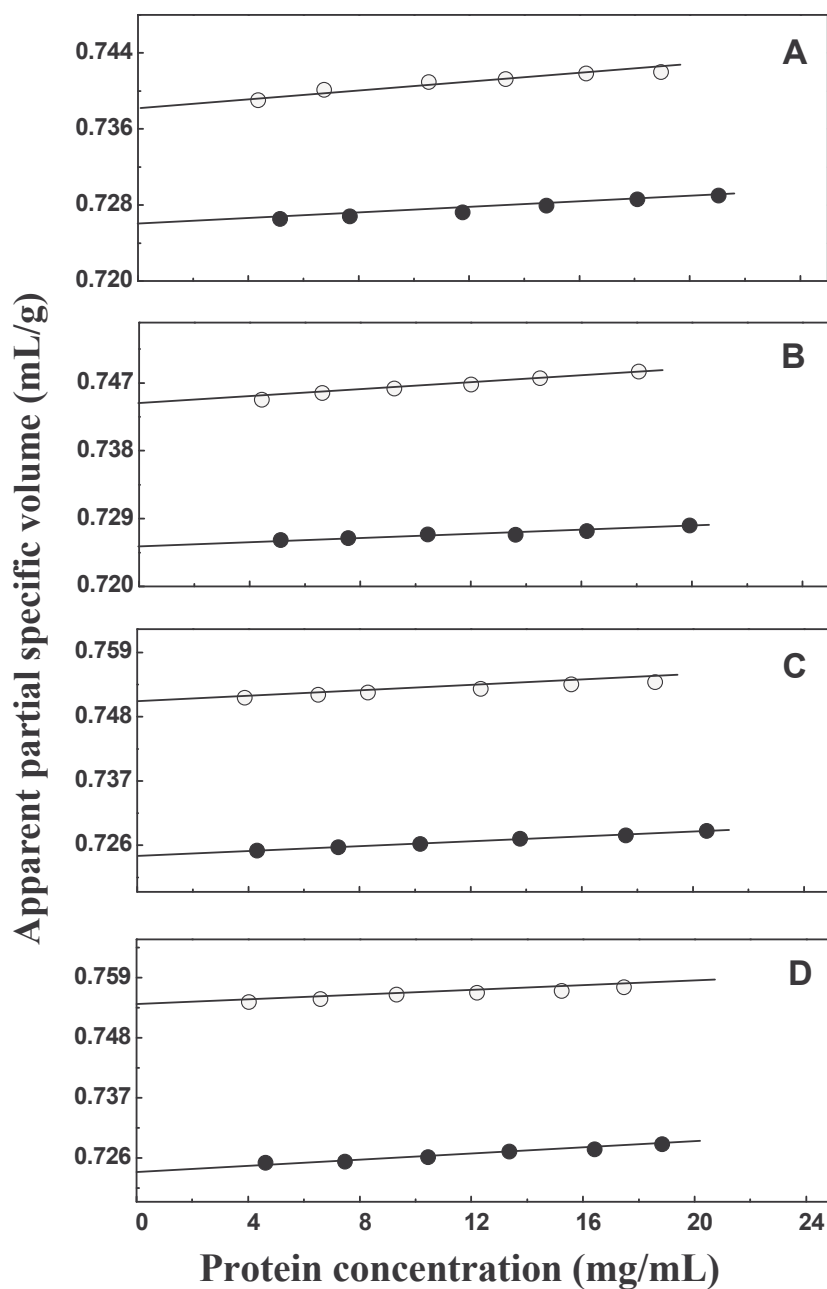 Apparent partial specific volume (mL/g)
A
0.744
0.736
0.728
0.720
B
0.747
0.738
0.729
0.720
C
0.759
0.748
0.737
0.726
D
0.759
0.748
0.737
0.726
0 4 8 12 16 20 24
Protein concentration (mg/mL)